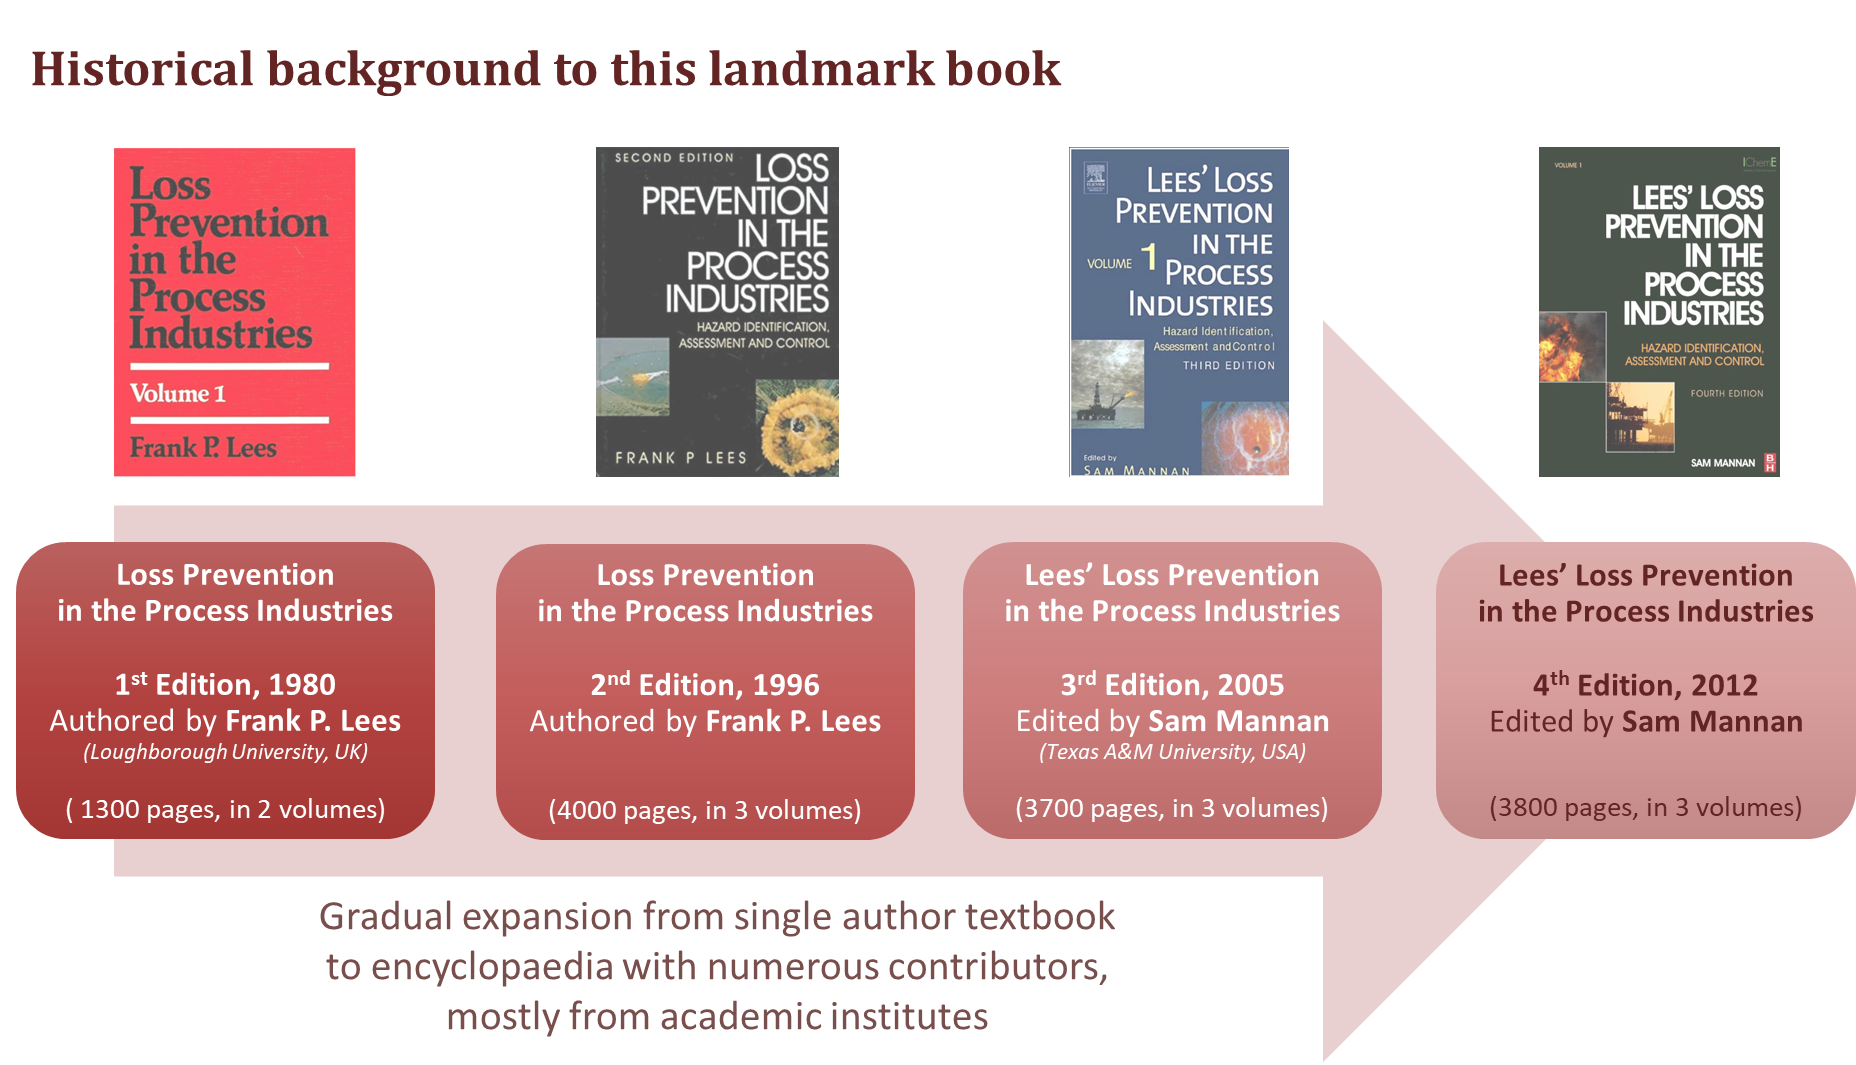 Historical background to this landmark book
Loss
Prevention
in the
Process
Industries
Volume 1
Frank P. Lees
SECOND EDITION
LOSS
PREVENTION
IN THE
PROCESS
INDUSTRIES
HAZARD IDENTIFICATION,
ASSESSMENT AND CONTROL
FRANK P LEES
ELSEVIER
LEES' LOSS
PREVENTION
IN THE
VOLUME 1
PROCESS
INDUSTRIES
Hazard Identification,
Assessment and Control
THIRD EDITION
Edited by
SAM MANNAN
VOLUME 1
IChemE
LEES' LOSS
PREVENTION
IN THE
PROCESS
INDUSTRIES
HAZARD IDENTIFICATION,
ASSESSMENT AND CONTROL
FOURTH EDITION
SAM MANNAN
B
H
Loss Prevention
in the Process Industries
1st Edition, 1980
Authored by Frank P. Lees
(Loughborough University, UK)
( 1300 pages, in 2 volumes)
Loss Prevention
in the Process Industries
2nd Edition, 1996
Authored by Frank P. Lees
(4000 pages, in 3 volumes)
Lees’ Loss Prevention
in the Process Industries
3rd Edition, 2005
Edited by Sam Mannan
(Texas A&M University, USA)
(3700 pages, in 3 volumes)
Lees’ Loss Prevention
in the Process Industries
4th Edition, 2012
Edited by Sam Mannan
(3800 pages, in 3 volumes)
Gradual expansion from single author textbook
to encyclopaedia with numerous contributors,
mostly from academic institutes